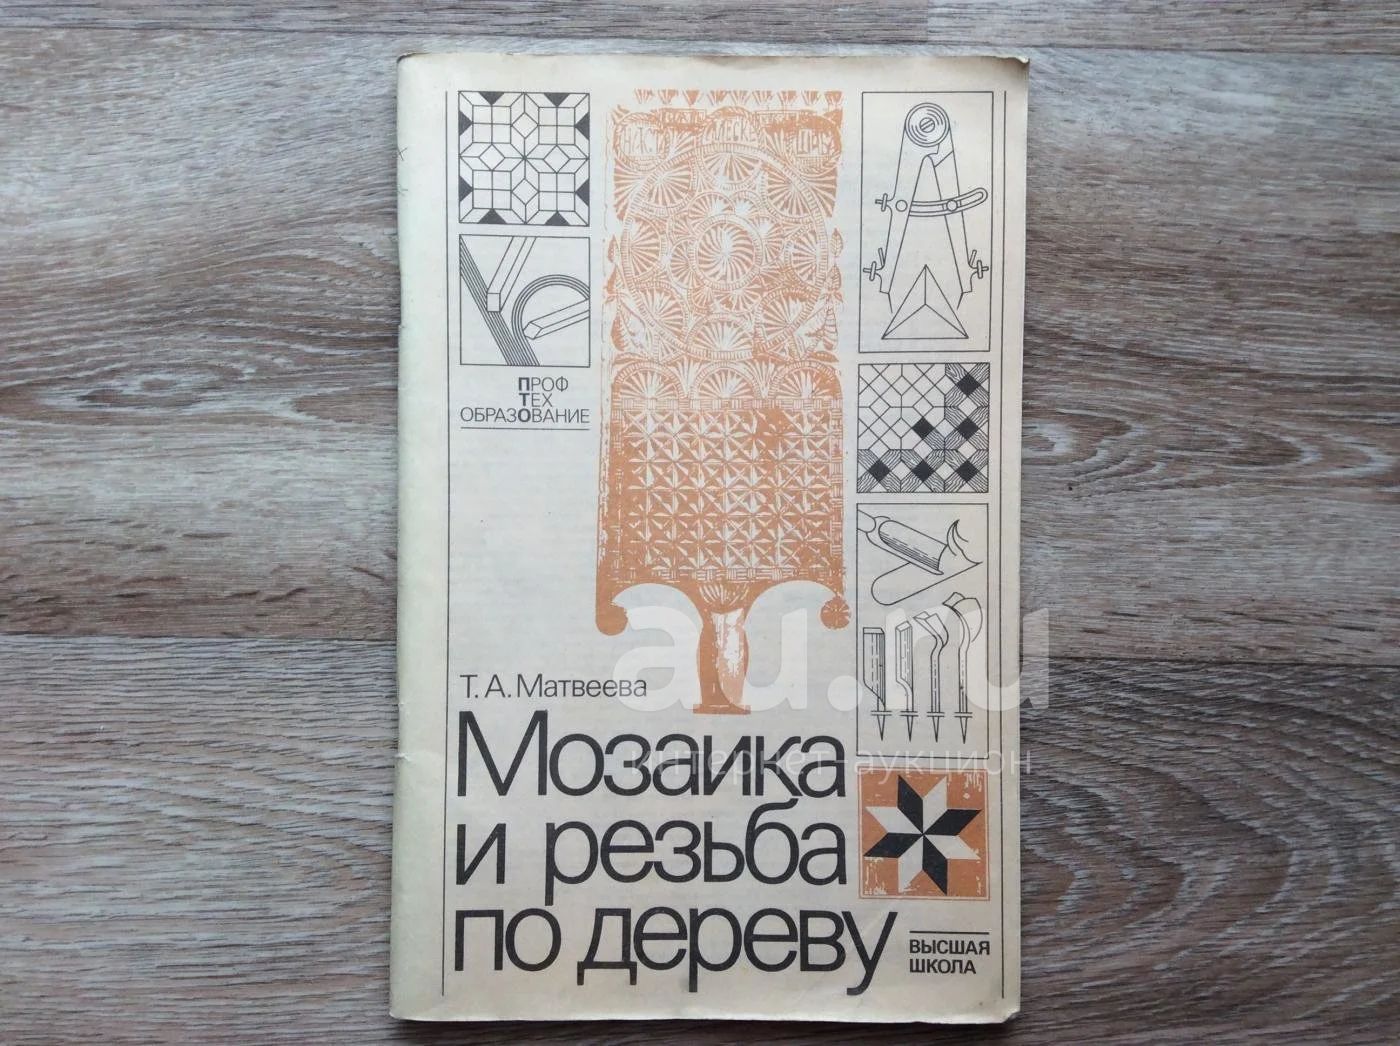 ПРОФ
ТЕХ
ОБРАЗОВАНИЕ
Т. А. Матвеева
Мозаика
и резьба
по дереву
ВЫСШАЯ
ШКОЛА
au.ru
интернет-аукцион